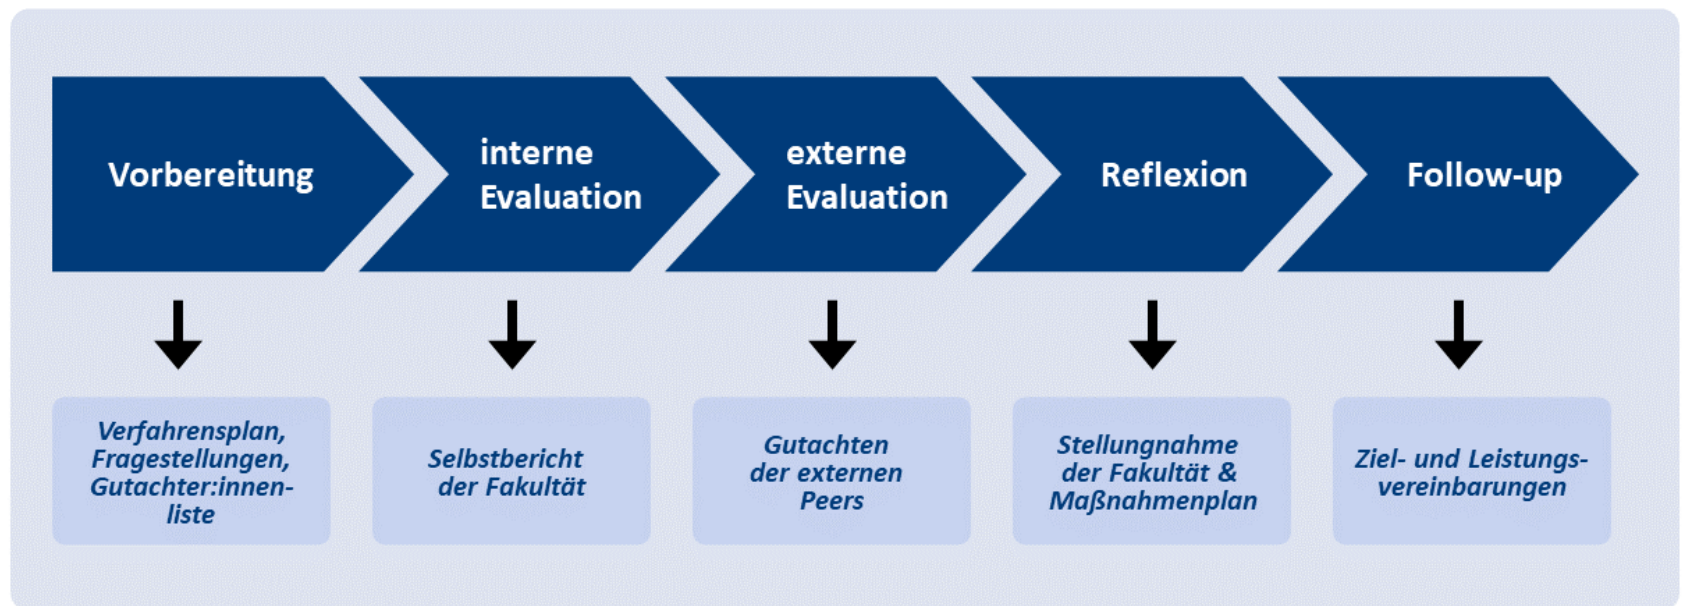 Vorbereitung
interne
Evaluation
externe
Evaluation
Reflexion
Follow-up
Verfahrensplan,
Fragestellungen,
Gutachter:innen-
liste
Selbstbericht
der Fakultät
Gutachten
der externen
Peers
Stellungnahme
der Fakultät &
Maßnahmenplan
Ziel- und Leistungs-
vereinbarungen